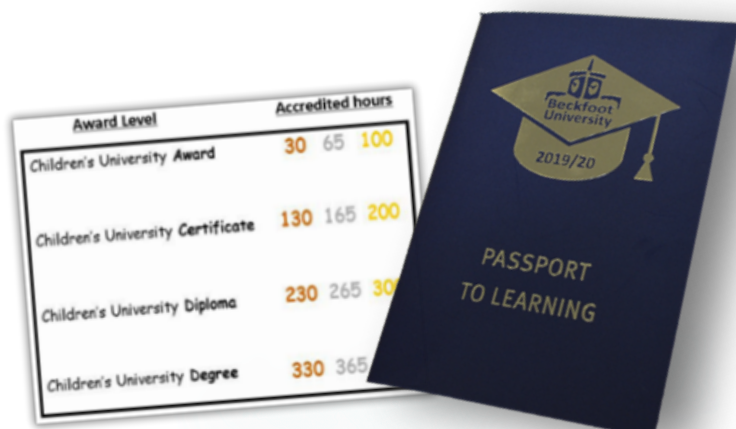 Award Level Accredited hours
Children's University Award 30 65 100
Children's University Certificate 130 165 200
Children's University Diploma 230 265
Children's University Degree 330 365
Beckfoot
University
2019/20
PASSPORT
TO LEARNING